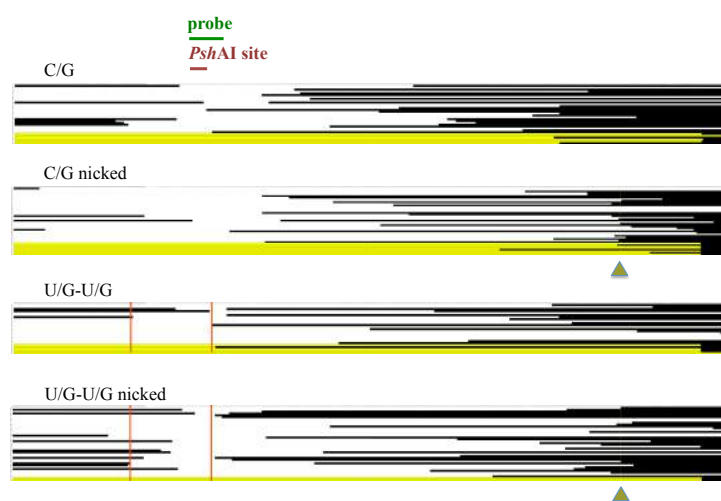 probe
PshAI site
C/G
C/G nicked
U/G-U/G
U/G-U/G nicked